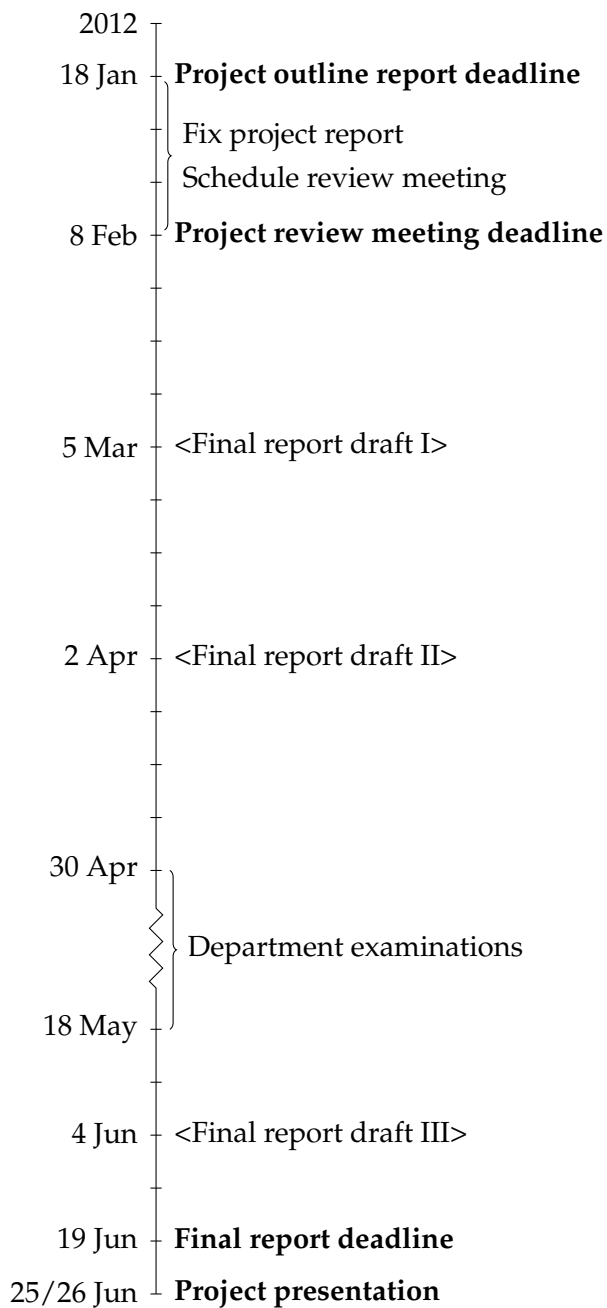 2012
18 Jan Project outline report deadline
Fix project report
Schedule review meeting
8 Feb Project review meeting deadline
5 Mar <Final report draft I>
2 Apr <Final report draft II>
30 Apr
Department examinations
18 May
4 Jun <Final report draft III>
19 Jun Final report deadline
25/26 Jun Project presentation